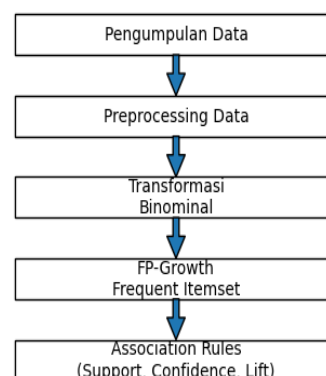 Pengumpulan Data
Preprocessing Data
Transformasi
Binominal
FP-Growth
Frequent Itemset
Association Rules
(Support, Confidence, Lift)